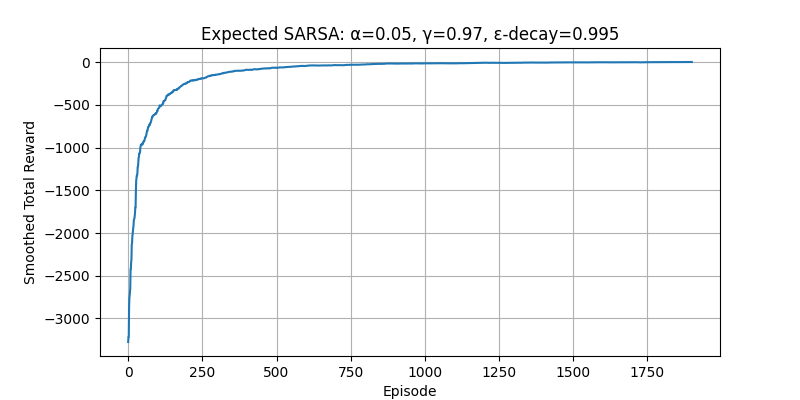 Expected SARSA: α=0.05, γ=0.97, ε-decay=0.995
0
−500
−1000
−1500
−2000
−2500
−3000
Smoothed Total Reward
0 250 500 750 1000 1250 1500 1750
Episode